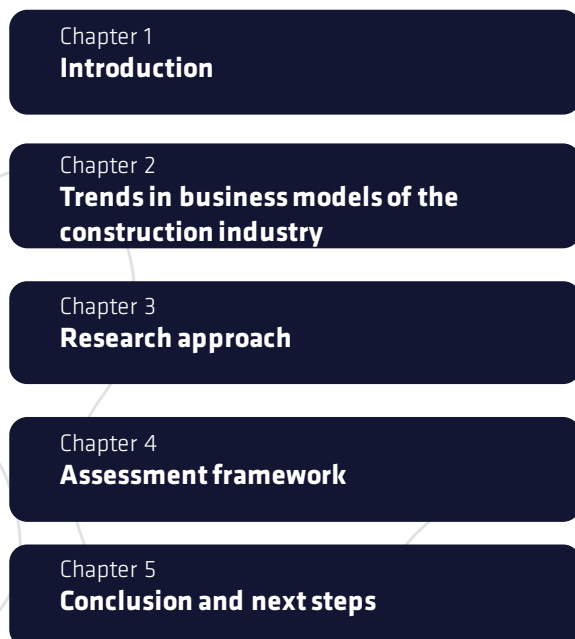 Chapter 1
Introduction
Chapter 2
Trends in business models of the
construction industry
Chapter 3
Research approach
Chapter 4
Assessment framework
Chapter 5
Conclusion and next steps